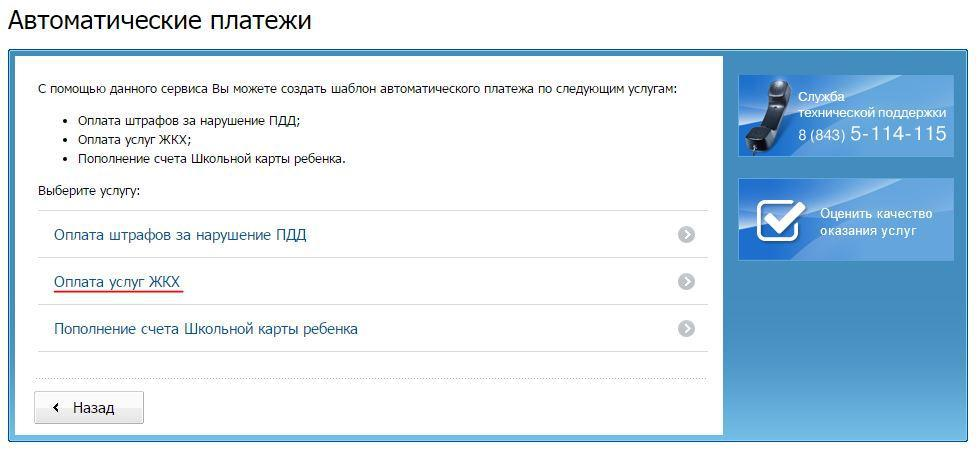 Автоматические платежи
С помощью данного сервиса Вы можете создать шаблон автоматического платежа по следующим услугам:
Оплата штрафов за нарушение ПДД;
Оплата услуг ЖКХ;
Пополнение счета Школьной карты ребенка.
Выберите услугу:
Оплата штрафов за нарушение ПДД
Оплата услуг ЖКХ
Пополнение счета Школьной карты ребенка
Назад
Служба
технической поддержки
8 (843) 5-114-115
Оценить качество
оказания услуг